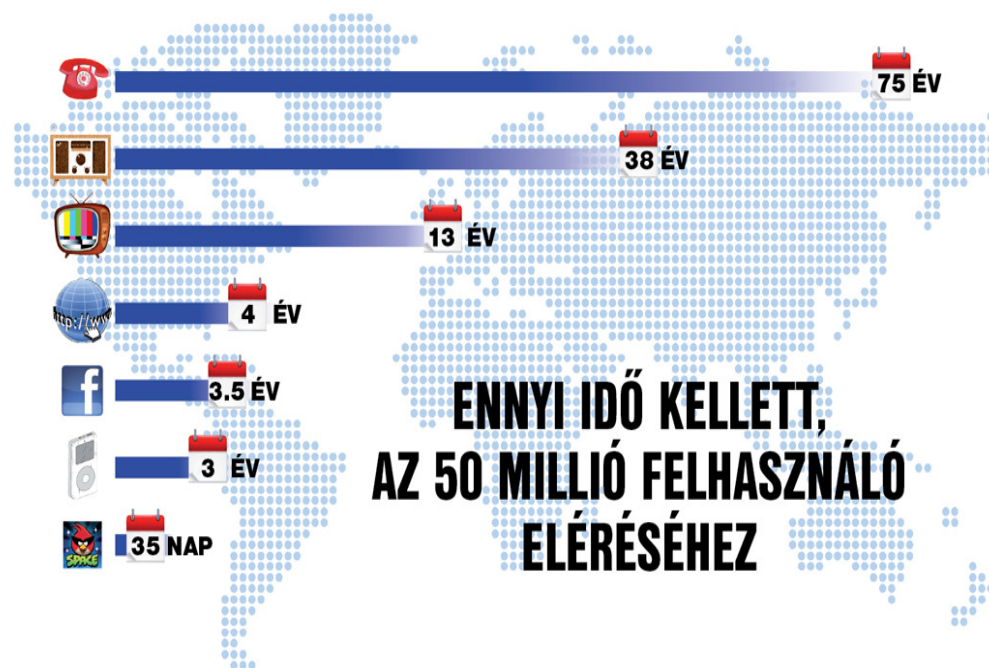 75 ÉV
38 ÉV
13 ÉV
http://www
4 ÉV
f
3.5 ÉV
3 ÉV
SPACE
35 NAP
ENNYI IDŐ KELLETT,
AZ 50 MILLIÓ FELHASZNÁLÓ
ELÉRÉSÉHEZ